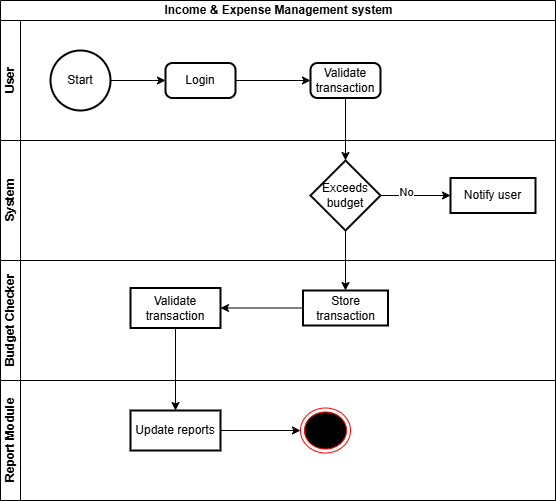 Income & Expense Management system
User
Start
Login
Validate
transaction
System
Exceeds
budget
No
Notify user
Budget Checker
Validate
transaction
Store
transaction
Report Module
Update reports